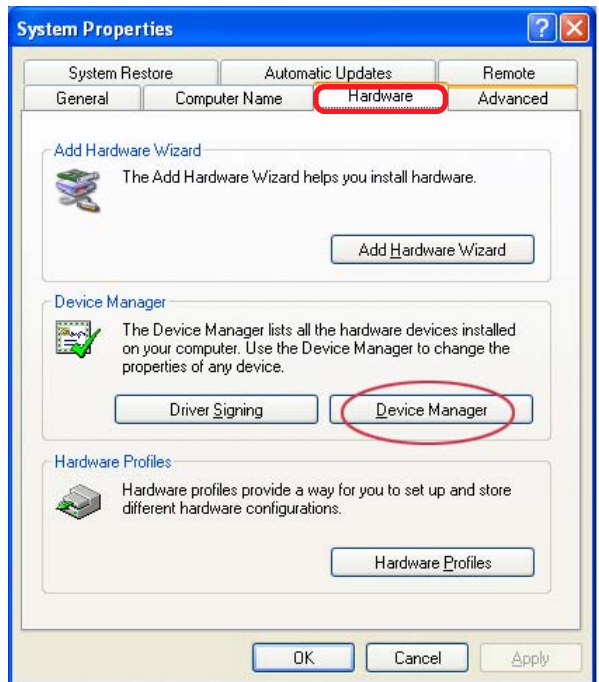 System Properties
System Restore Automatic Updates Remote
General Computer Name Hardware Advanced
Add Hardware Wizard
The Add Hardware Wizard helps you install hardware.
Add Hardware Wizard
Device Manager
The Device Manager lists all the hardware devices installed
on your computer. Use the Device Manager to change the
properties of any device.
Driver Signing Device Manager
Hardware Profiles
Hardware profiles provide a way for you to set up and store
different hardware configurations.
Hardware Profiles
OK Cancel Apply